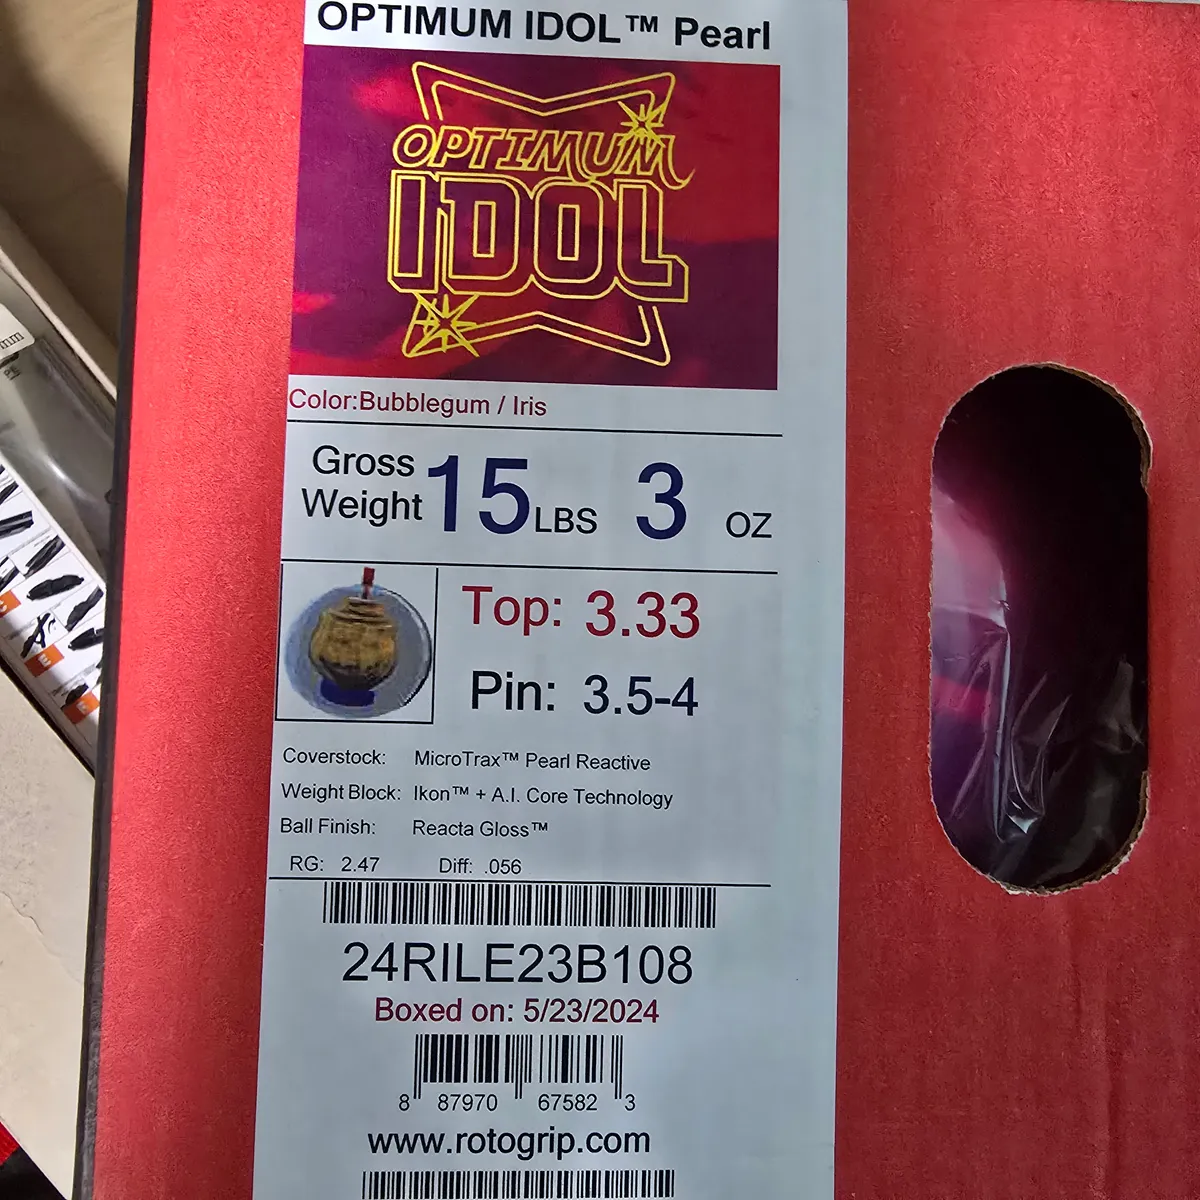 OPTIMUM IDOL™ Pearl
OPTIMUM
IDOL
Color:Bubblegum / Iris
Gross
Weight 15 LBS 3 OZ
Top: 3.33
Pin: 3.5-4
Coverstock: MicroTrax™ Pearl Reactive
Weight Block: Ikon™ + A.I. Core Technology
Ball Finish: Reacta Gloss™
RG: 2.47 Diff: .056
24RILE23B108
Boxed on: 5/23/2024
8 87970 67582 3
www.rotogrip.com